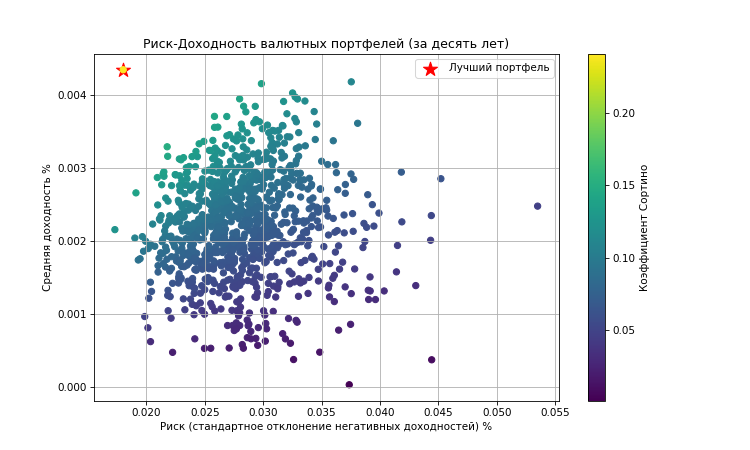 Риск-Доходность валютных портфелей (за десять лет)
Лучший портфель
Средняя доходность %
0.004
0.003
0.002
0.001
0.000
0.020 0.025 0.030 0.035 0.040 0.045 0.050 0.055
Риск (стандартное отклонение негативных доходностей) %
0.20
0.15
0.10
0.05
Коэффициент Сортино